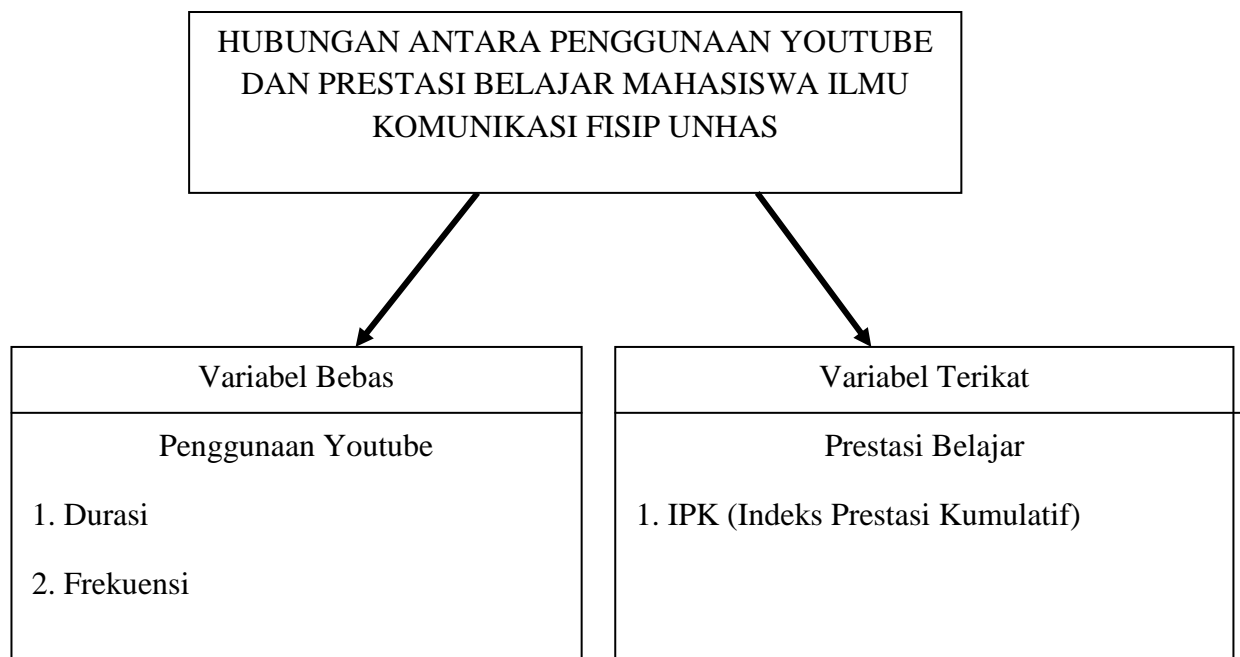 HUBUNGAN ANTARA PENGGUNAAN YOUTUBE
DAN PRESTASI BELAJAR MAHASISWA ILMU
KOMUNIKASI FISIP UNHAS
Variabel Bebas
Penggunaan Youtube
1. Durasi
2. Frekuensi
Variabel Terikat
Prestasi Belajar
1. IPK (Indeks Prestasi Kumulatif)